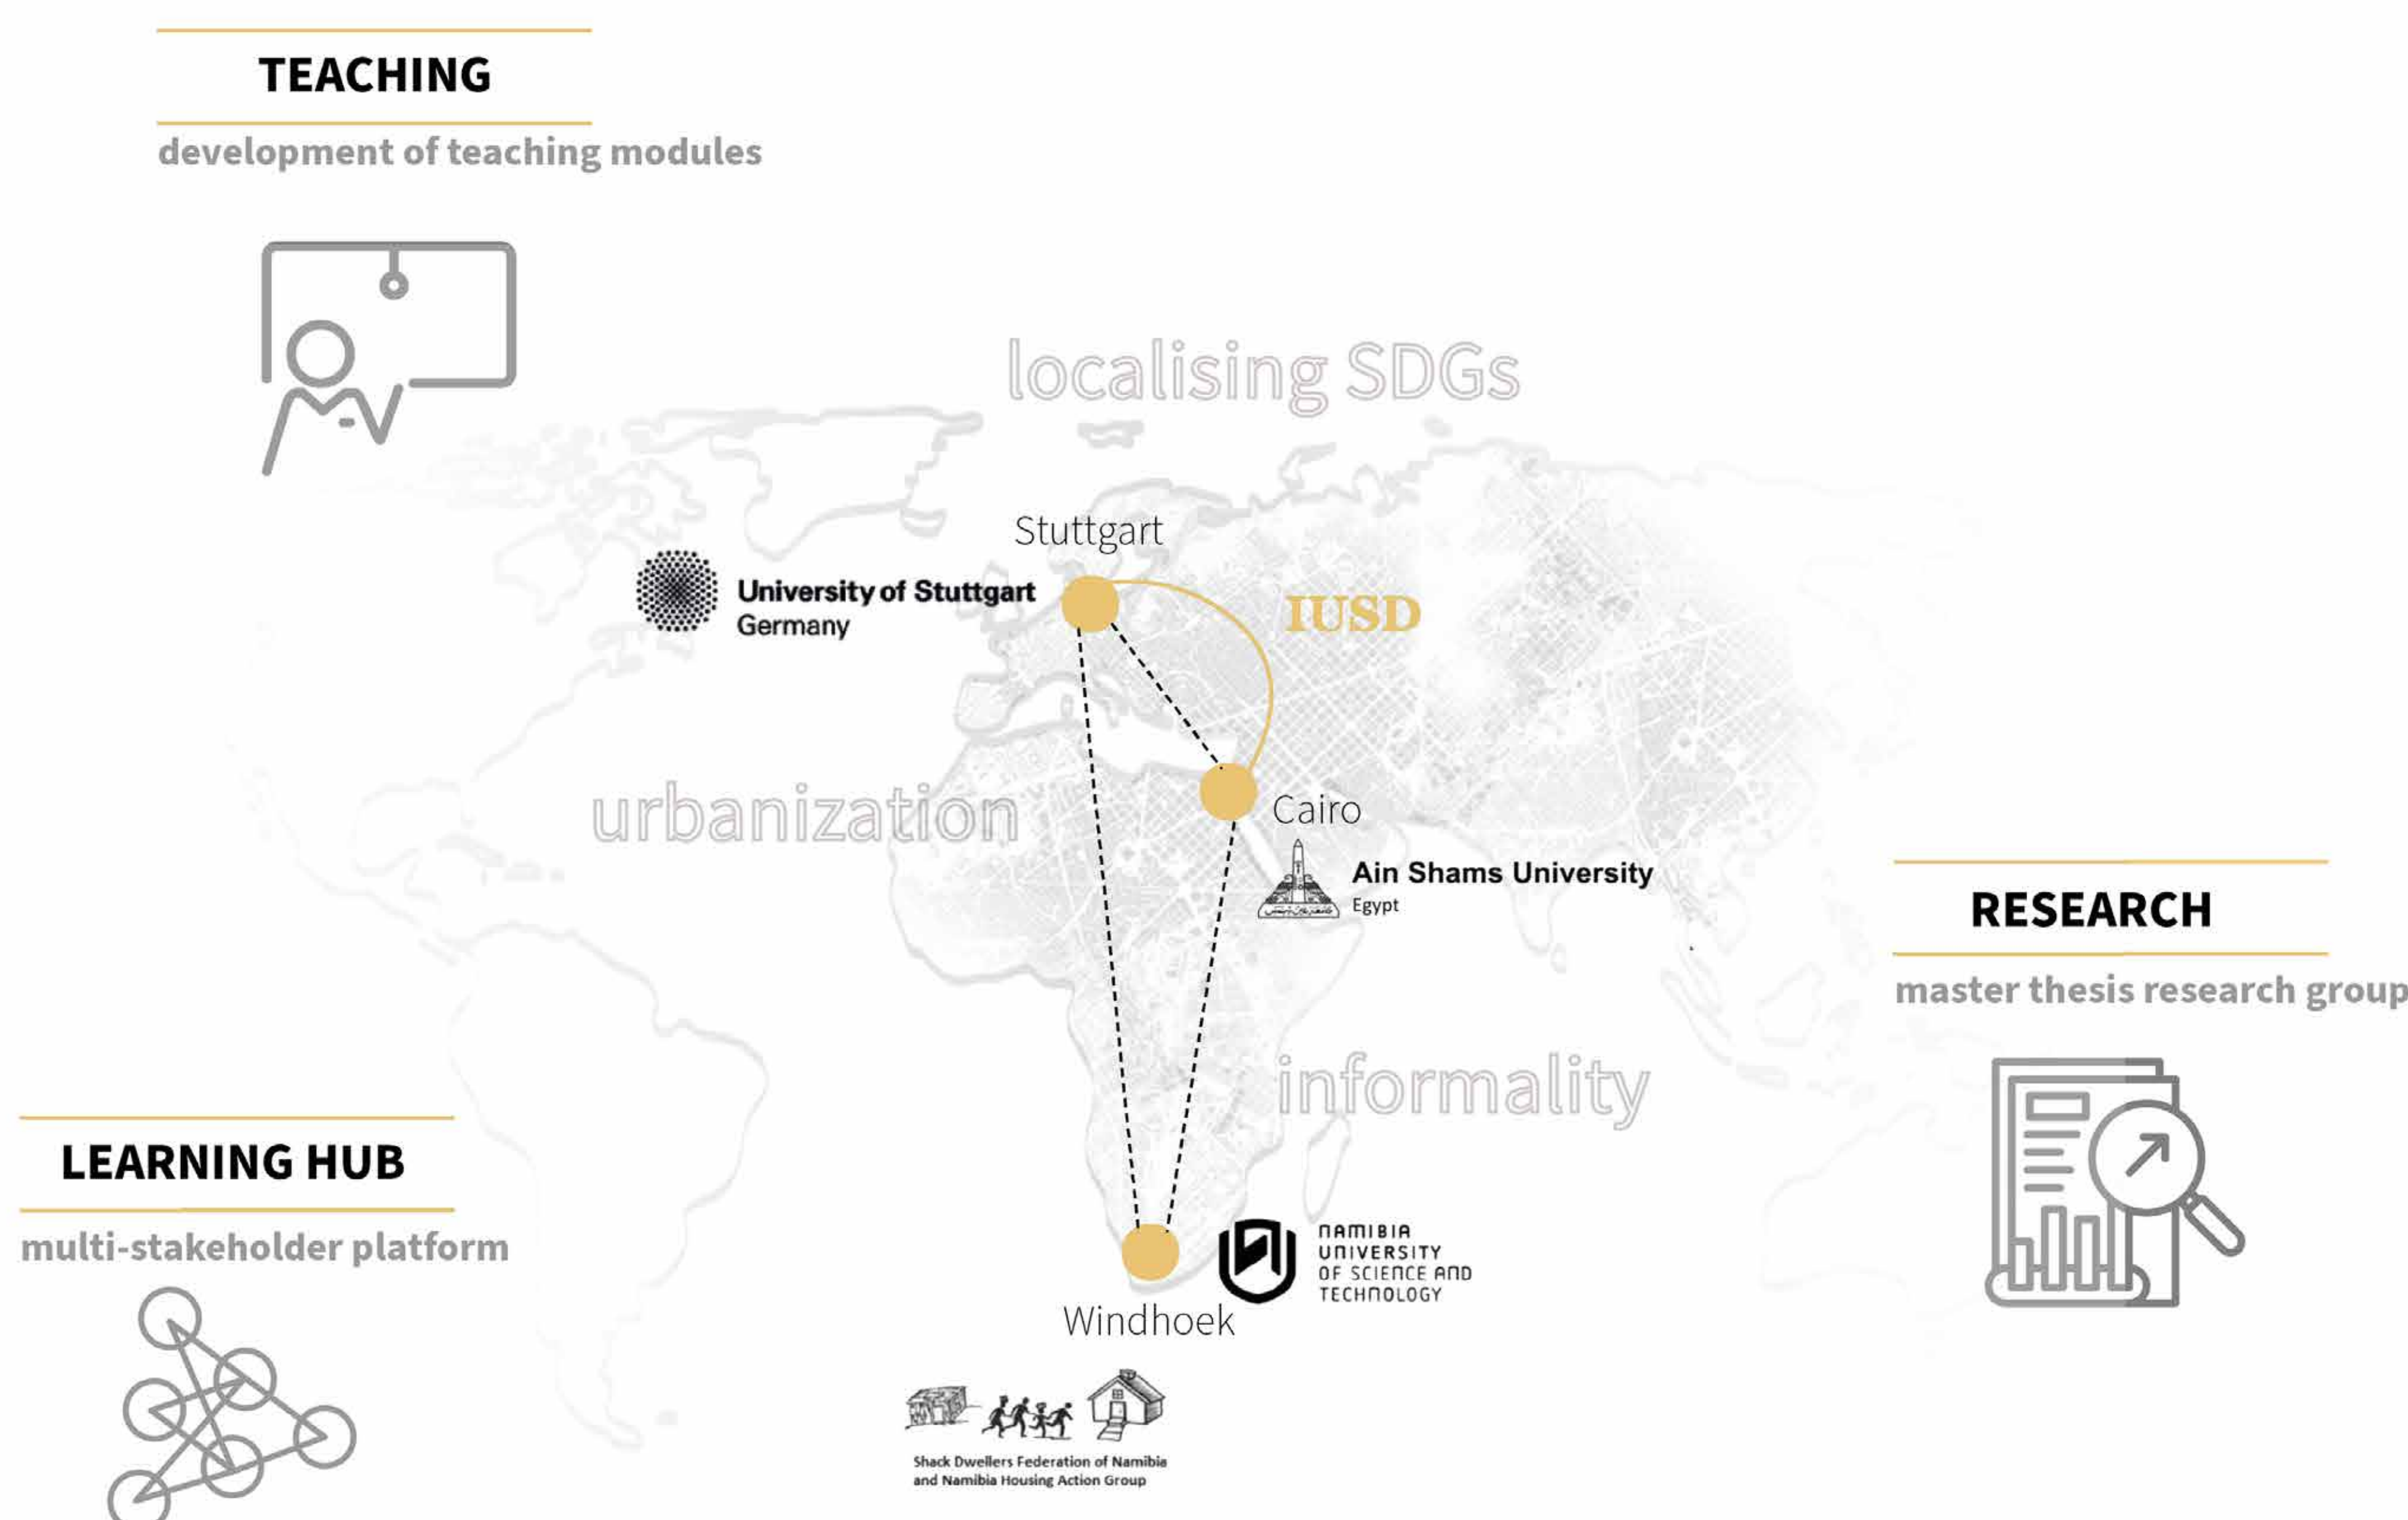 TEACHING
development of teaching modules
localising SDGs
Stuttgart
University of Stuttgart
Germany
IUSD
urbanization
Cairo
Ain Shams University
Egypt
RESEARCH
master thesis research group
informality
LEARNING HUB
multi-stakeholder platform
NAMIBIA
UNIVERSITY
OF SCIENCE AND
TECHNOLOGY
Windhoek
Shack Dwellers Federation of Namibia
and Namibia Housing Action Group